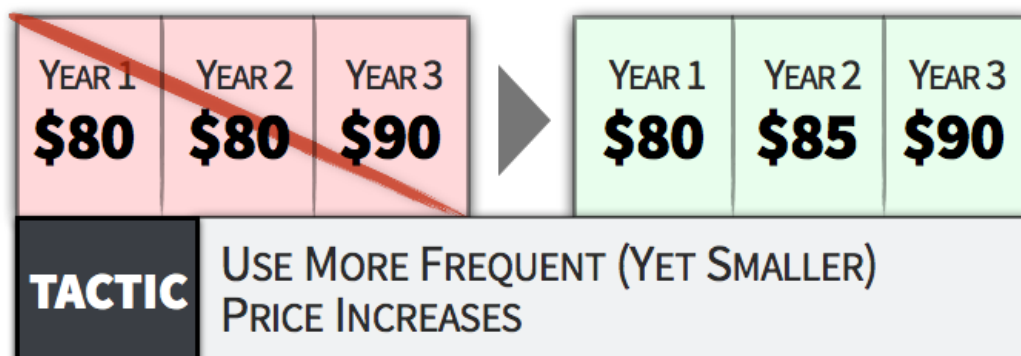 YEAR 1 YEAR 2 YEAR 3 YEAR 1 YEAR 2 YEAR 3
$80 $80 $90 $80 $85 $90
TACTIC
USE MORE FREQUENT (YET SMALLER)
PRICE INCREASES